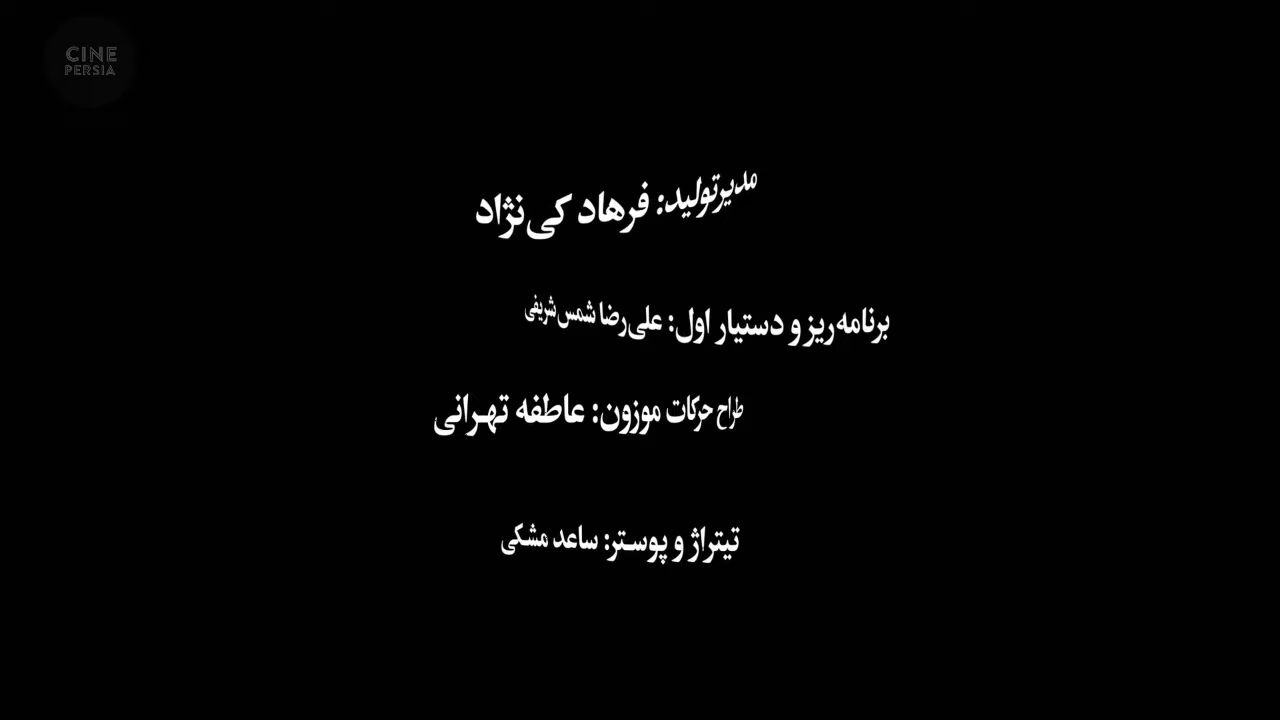 CINE
PERSIA
مدیرتولید: فرهاد کی‌نژاد
برنامه‌ریز و دستیار اول: علی‌رضا شمس‌شریفی
طراح حرکات موزون: عاطفه تهرانی
تیتراژ و پوستر: ساعد مشکی